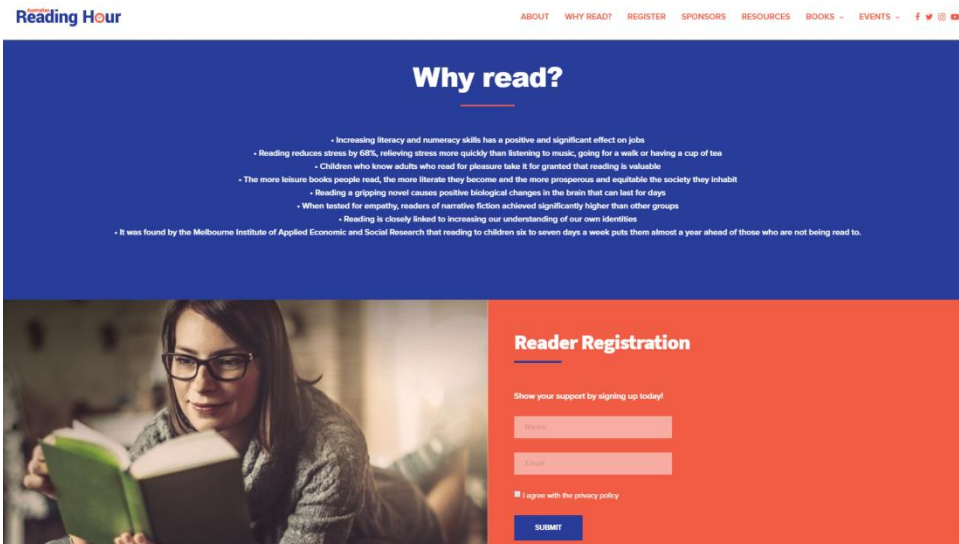 Australian
Reading Hour
ABOUT WHY READ? REGISTER SPONSORS RESOURCES BOOKS EVENTS
Why read?
• Increasing literacy and numeracy skills has a positive and significant effect on jobs
• Reading reduces stress by 68%, relieving stress more quickly than listening to music, going for a walk or having a cup of tea
• Children who know adults who read for pleasure take it for granted that reading is valuable
• The more leisure books people read, the more literate they become and the more prosperous and equitable the society they inhabit
• Reading a gripping novel causes positive biological changes in the brain that can last for days
• When tested for empathy, readers of narrative fiction achieved significantly higher than other groups
• Reading is closely linked to increasing our understanding of our own identities
• It was found by the Melbourne Institute of Applied Economic and Social Research that reading to children six to seven days a week puts them almost a year ahead of those who are not being read to.
Reader Registration
Show your support by signing up today!
Name
Email
I agree with the privacy policy
SUBMIT